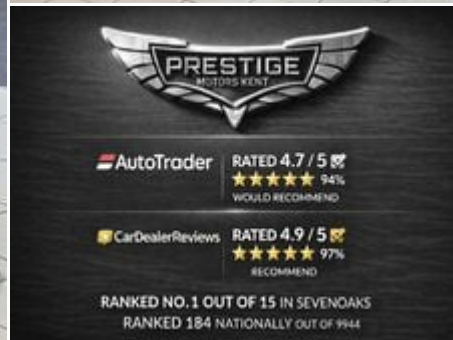 PRESTIGE
MOTORS KENT
AutoTrader
RATED 4.7 / 5
94%
WOULD RECOMMEND
CarDealerReviews
RATED 4.9 / 5
97%
RECOMMEND
RANKED NO.1 OUT OF 15 IN SEVENOAKS
RANKED 184 NATIONALLY OUT OF 9944